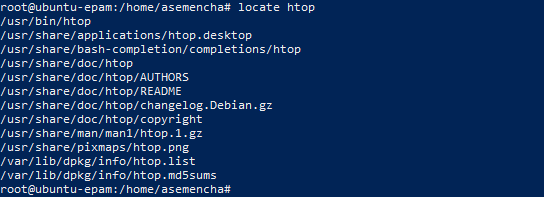 root@ubuntu-epam:/home/asemencha# locate htop
/usr/bin/htop
/usr/share/applications/htop.desktop
/usr/share/bash-completion/completions/htop
/usr/share/doc/htop
/usr/share/doc/htop/AUTHORS
/usr/share/doc/htop/README
/usr/share/doc/htop/changelog.Debian.gz
/usr/share/doc/htop/copyright
/usr/share/man/man1/htop.1.gz
/usr/share/pixmaps/htop.png
/var/lib/dpkg/info/htop.list
/var/lib/dpkg/info/htop.md5sums
root@ubuntu-epam:/home/asemencha#